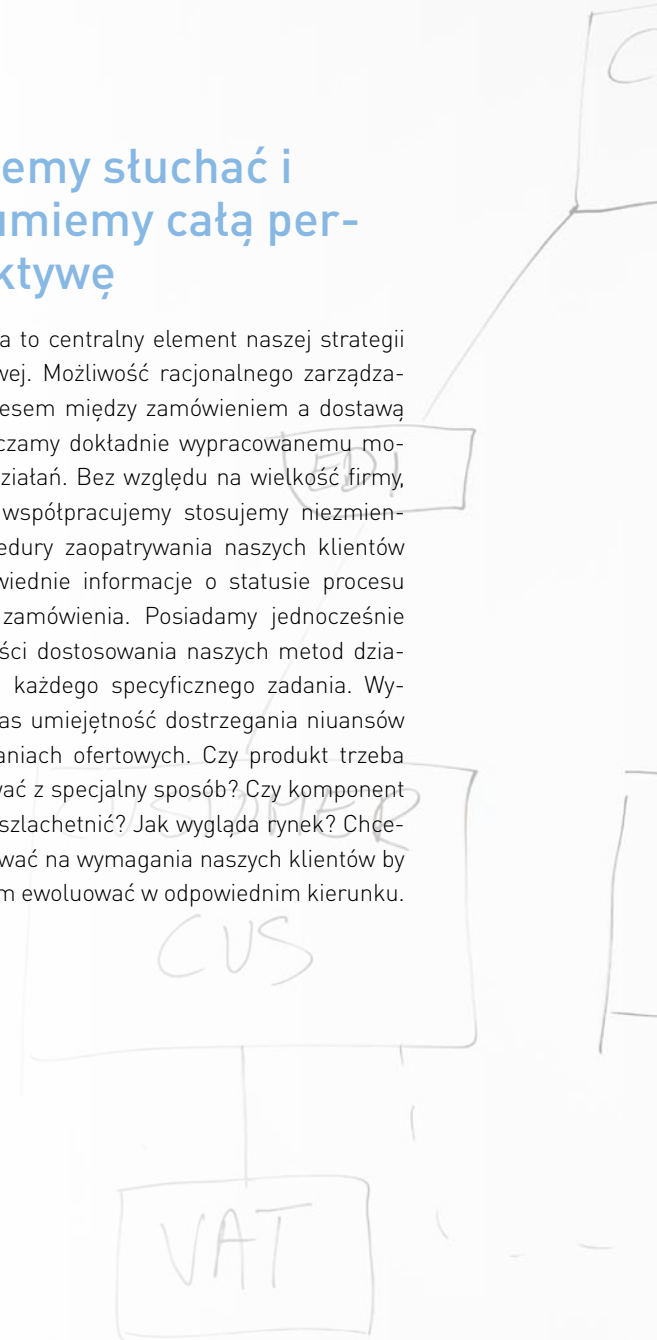 emy słuchać i
umiemy całą per-
ktywę
a to centralny element naszej strategii
wej. Możliwość racjonalnego zarządza-
esem między zamówieniem a dostawą
czamy dokładnie wypracowanemu mo-
ziałań. Bez względu na wielkość firmy,
współpracujemy stosujemy niezmien-
edury zaopatrywania naszych klientów
wiednie informacje o statusie procesu
zamówienia. Posiadamy jednocześnie
ści dostosowania naszych metod dzia-
każdego specyficznego zadania. Wy-
as umiejętność dostrzegania niuansów
aniach ofertowych. Czy produkt trzeba
vać z specjalny sposób? Czy komponent
szlachetnić? Jak wygląda rynek? Chce-
wać na wymagania naszych klientów by
m ewoluować w odpowiednim kierunku.
C
EDI
CUSTOMER
CUS
VAT